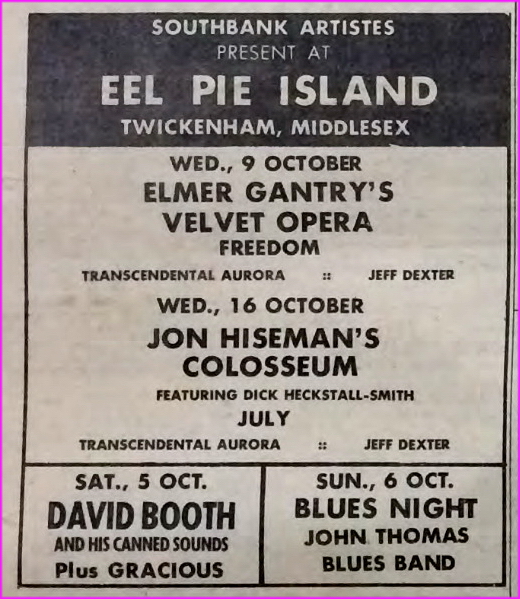 SOUTHBANK ARTISTES
PRESENT AT
EEL PIE ISLAND
TWICKENHAM, MIDDLESEX
WED., 9 OCTOBER
ELMER GANTRY'S
VELVET OPERA
FREEDOM
TRANSCENDENTAL AURORA :: JEFF DEXTER
WED., 16 OCTOBER
JON HISEMAN'S
COLOSSEUM
FEATURING DICK HECKSTALL-SMITH
JULY
TRANSCENDENTAL AURORA :: JEFF DEXTER
SAT., 5 OCT.
DAVID BOOTH
AND HIS CANNED SOUNDS
Plus GRACIOUS
SUN., 6 OCT.
BLUES NIGHT
JOHN THOMAS
BLUES BAND